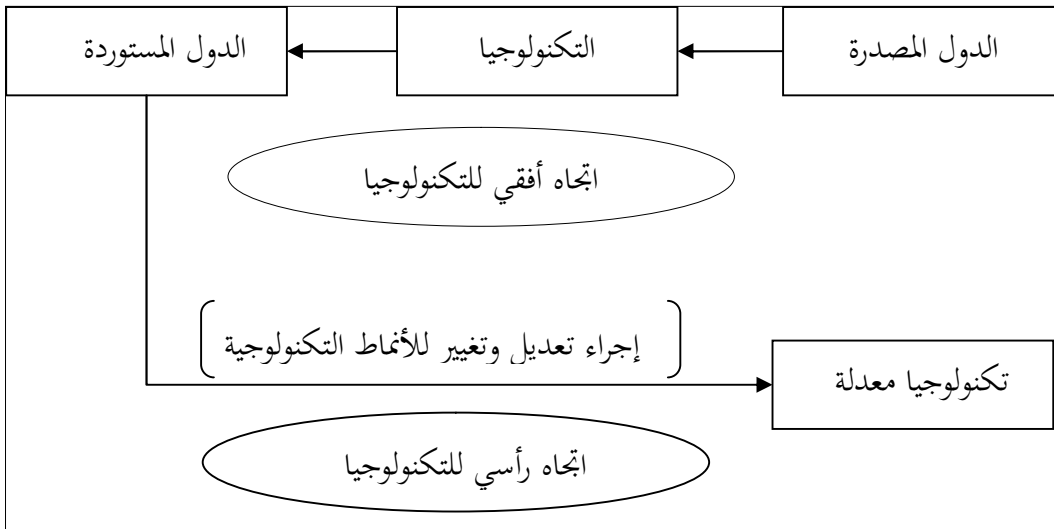 الدول المصدرة
التكنولوجيا
الدول المستوردة
اتجاه أفقي للتكنولوجيا
إجراء تعديل وتغيير للأنماط التكنولوجية
تكنولوجيا معدلة
اتجاه رأسي للتكنولوجيا